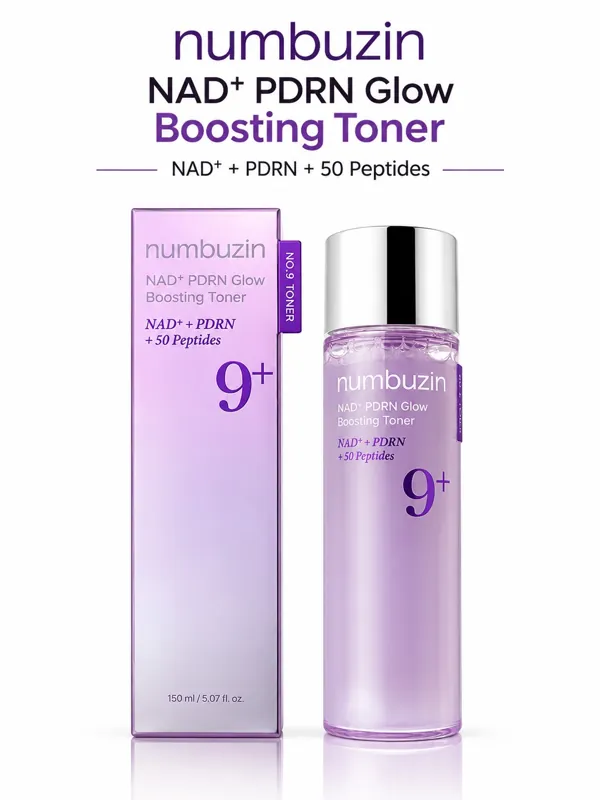 numbuzin
NAD⁺ PDRN Glow
Boosting Toner
NAD⁺ + PDRN + 50 Peptides
numbuzin
NAD⁺ PDRN Glow
Boosting Toner
NAD⁺ + PDRN
+ 50 Peptides
9+
NO.9 TONER
150 ml / 5.07 fl. oz.
numbuzin
NAD⁺ PDRN Glow
Boosting Toner
NAD⁺ + PDRN
+ 50 Peptides
9+